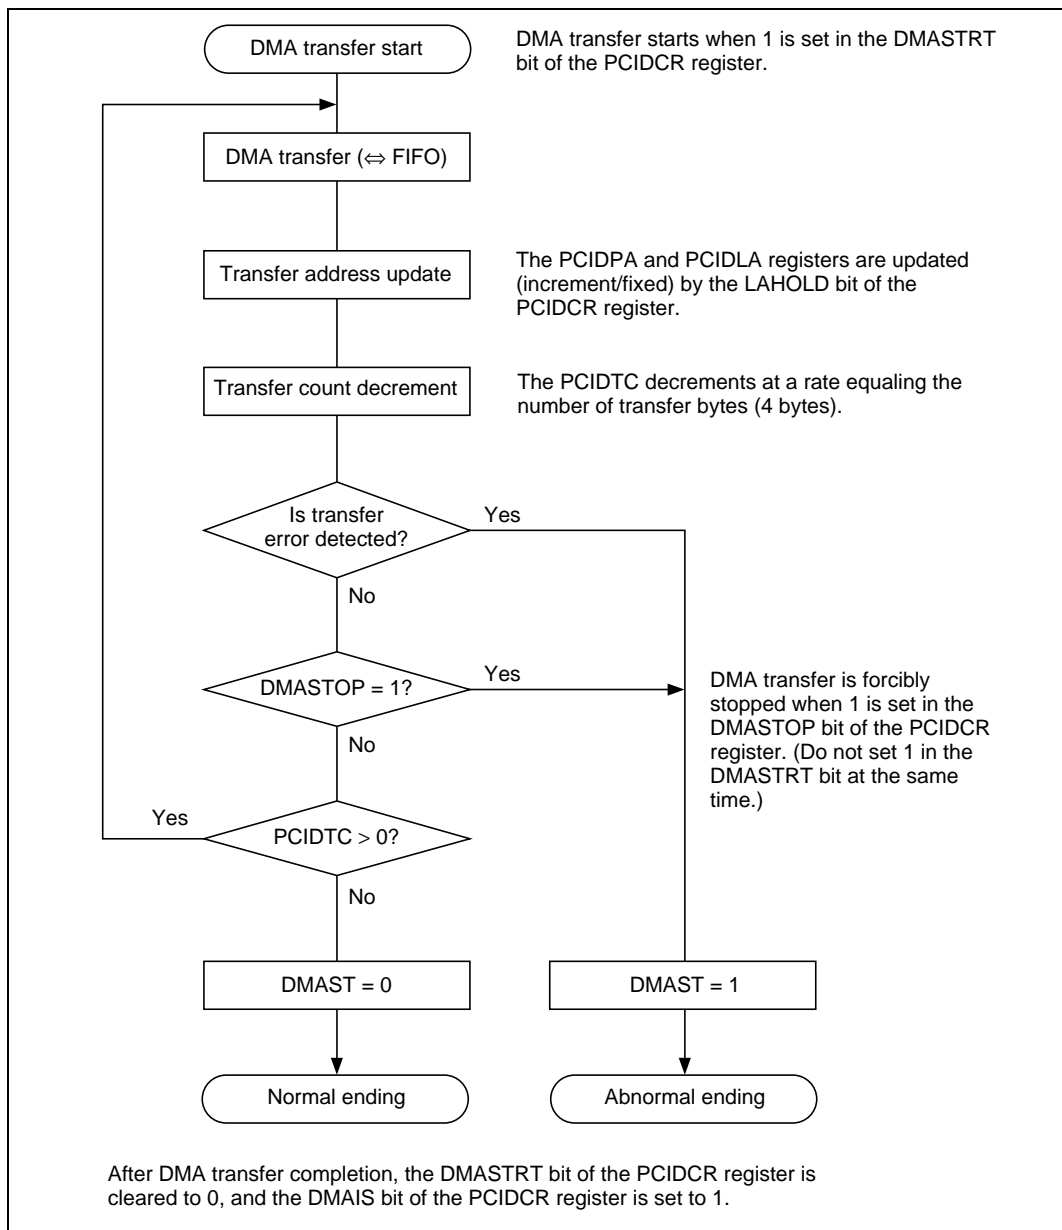 DMA transfer start
DMA transfer starts when 1 is set in the DMASTRT
bit of the PCIDCR register.
DMA transfer (⇔ FIFO)
Transfer address update
The PCIDPA and PCIDLA registers are updated
(increment/fixed) by the LAHOLD bit of the
PCIDCR register.
Transfer count decrement
The PCIDTC decrements at a rate equaling the
number of transfer bytes (4 bytes).
Is transfer
error detected?
Yes
No
DMASTOP = 1?
Yes
DMA transfer is forcibly
stopped when 1 is set in the
DMASTOP bit of the PCIDCR
register. (Do not set 1 in the
DMASTRT bit at the same
time.)
No
Yes
PCIDTC > 0?
No
DMAST = 0
DMAST = 1
Normal ending
Abnormal ending
After DMA transfer completion, the DMASTRT bit of the PCIDCR register is
cleared to 0, and the DMAIS bit of the PCIDCR register is set to 1.